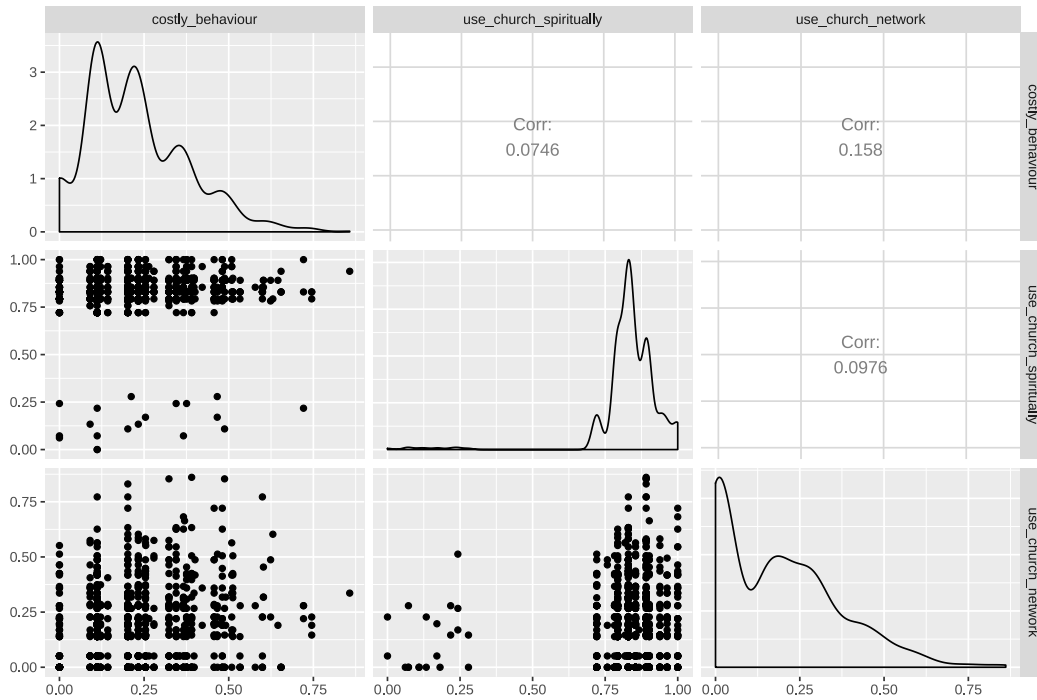 costly_behaviour use_church_spiritually use_church_network
3
2
1
0
Corr:
0.0746
Corr:
0.158
costly_behaviour
1.00
0.75
0.50
0.25
0.00
Corr:
0.0976
use_church_spiritually
0.75
0.50
0.25
0.00
use_church_network
0.00 0.25 0.50 0.75 0.00 0.25 0.50 0.75 1.00 0.00 0.25 0.50 0.75